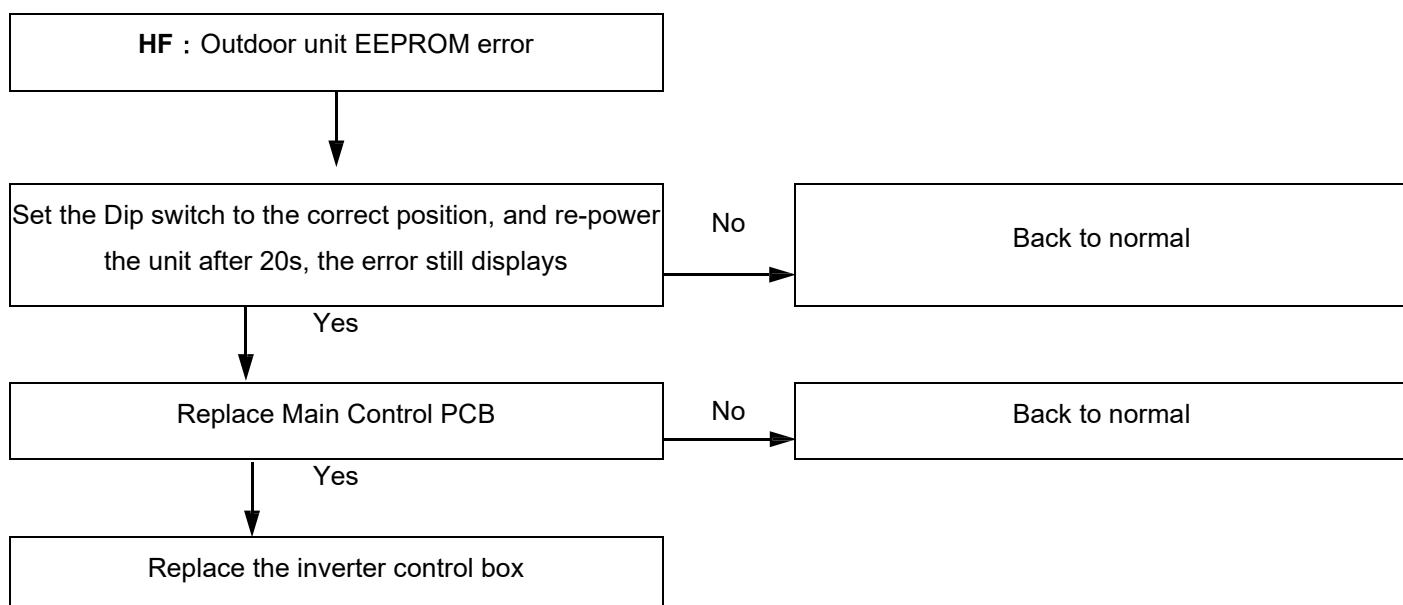 HF：Outdoor unit EEPROM error
Set the Dip switch to the correct position, and re-power
the unit after 20s, the error still displays
No
Back to normal
Yes
Replace Main Control PCB
No
Back to normal
Yes
Replace the inverter control box